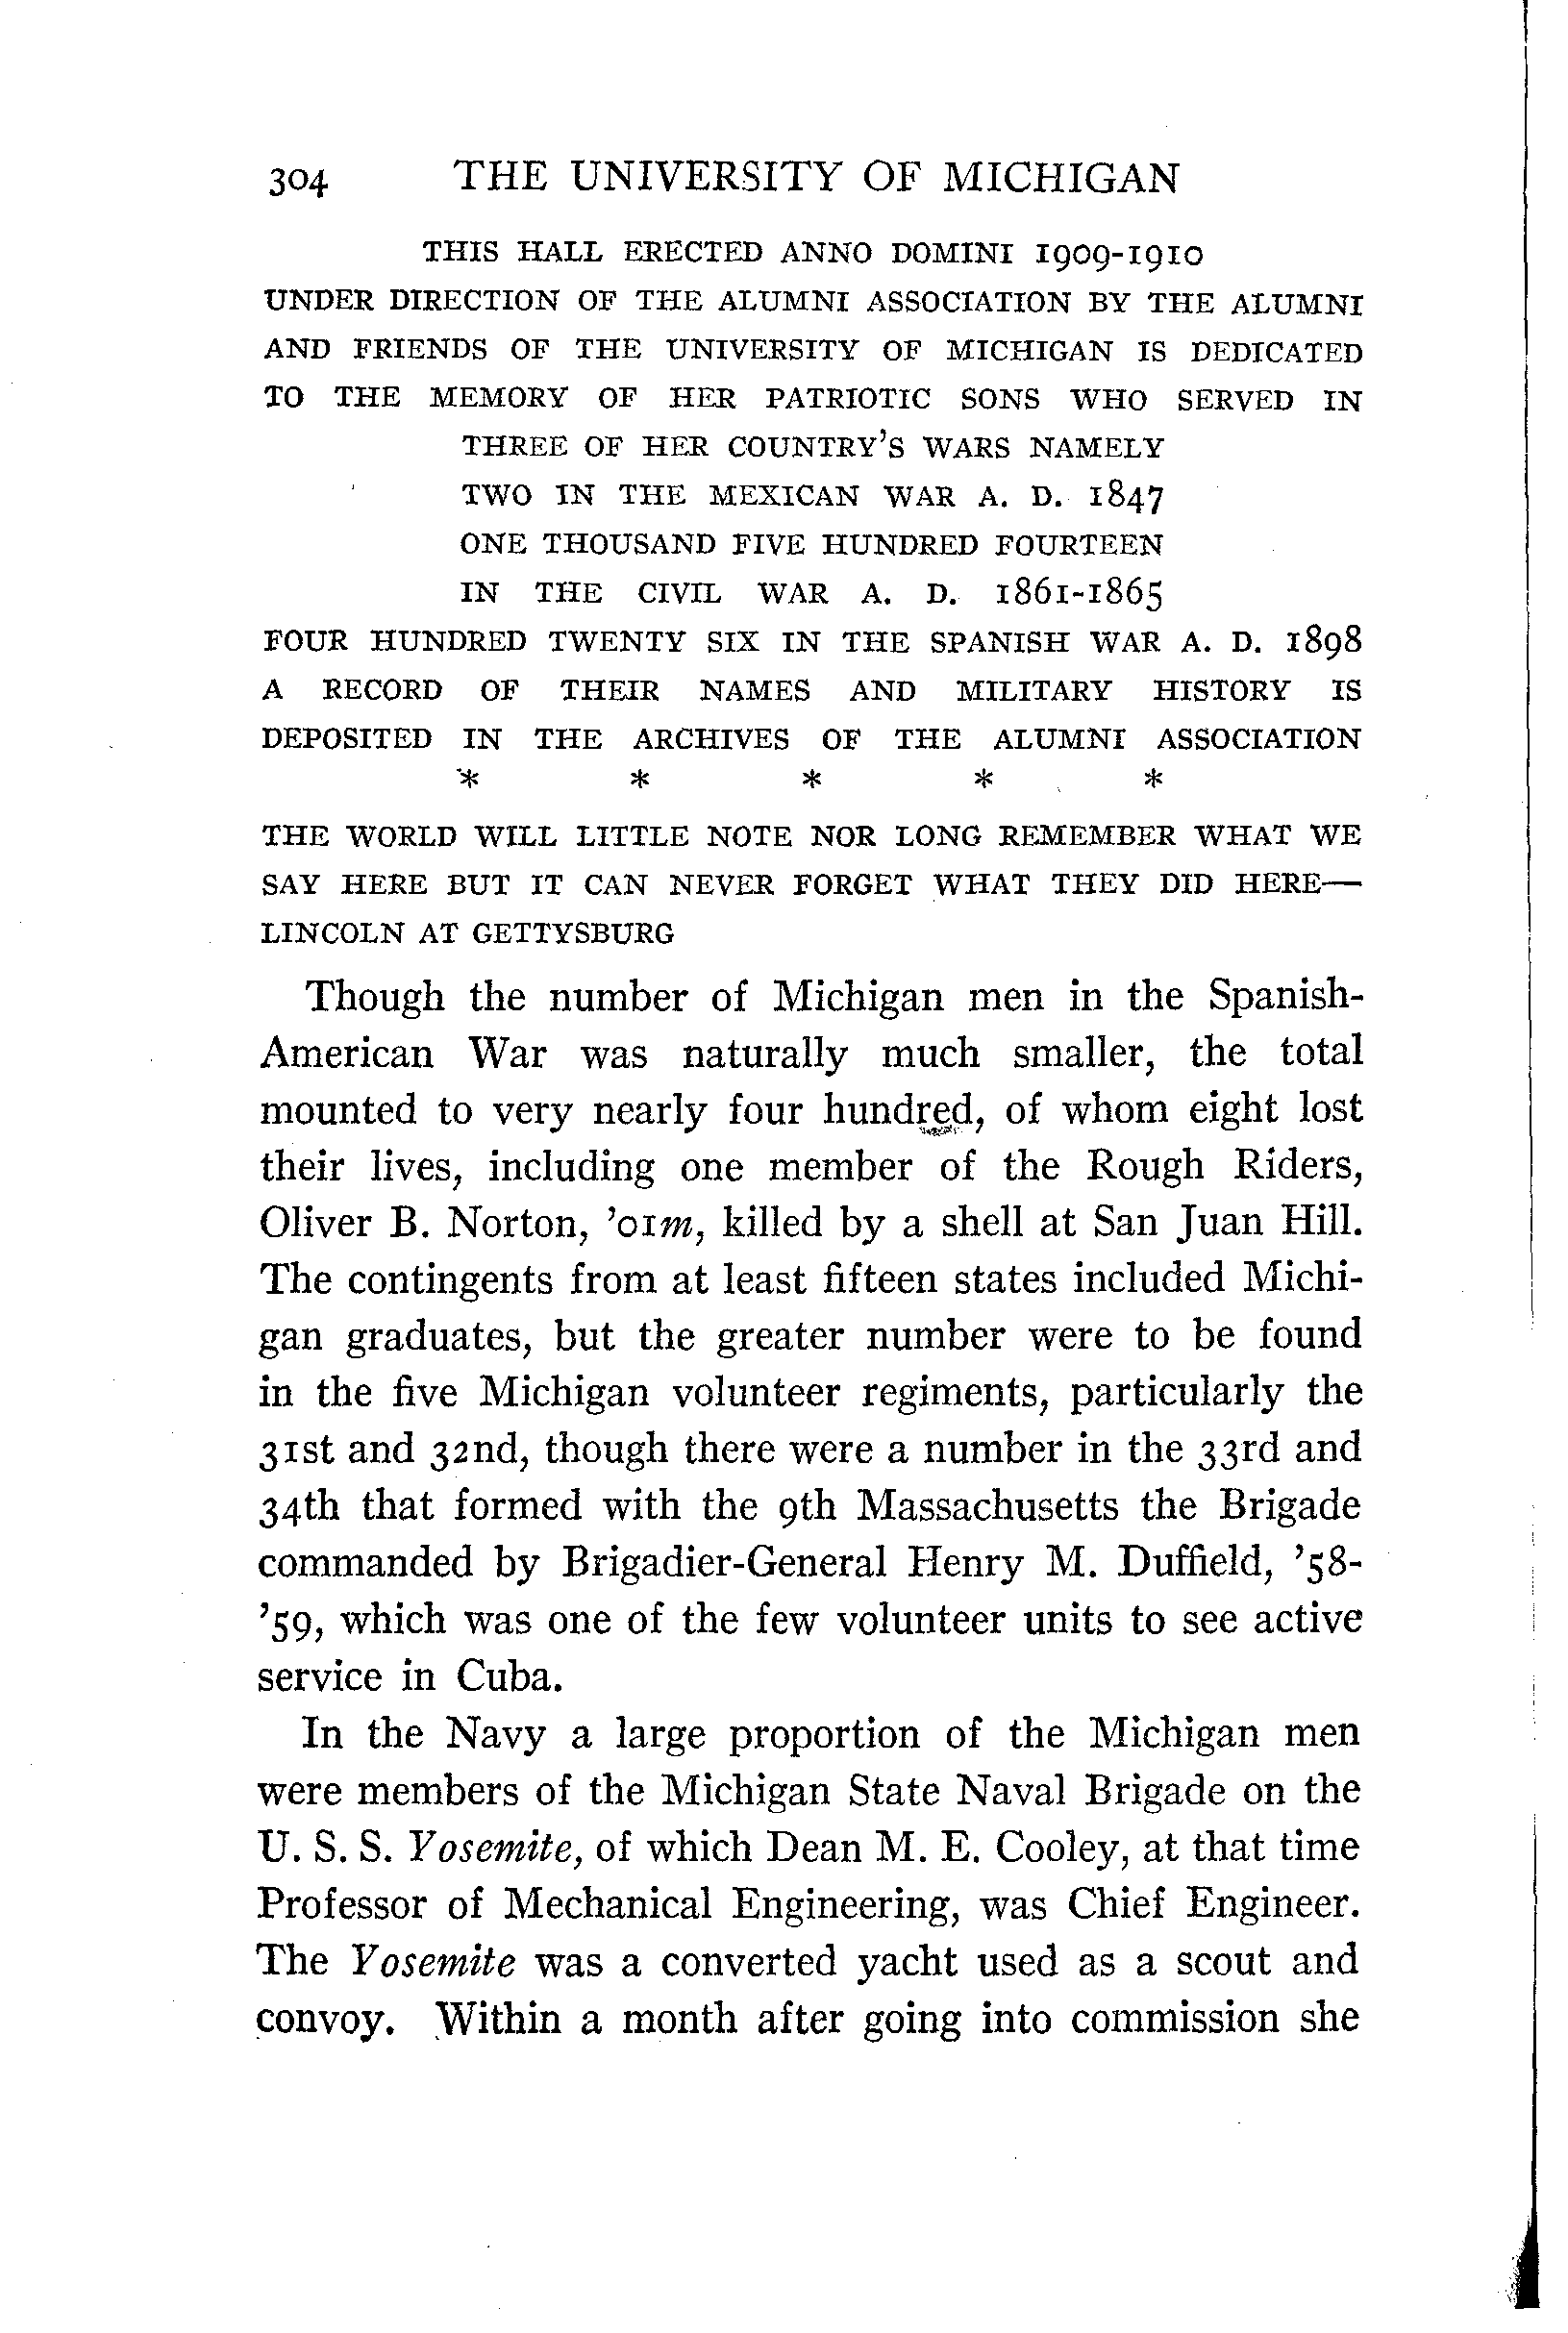 304 THE UNIVERSITY OF MICHIGAN
THIS HALL ERECTED ANNO DOMINI 1909-1910
UNDER DIRECTION OF THE ALUMNI ASSOCIATION BY THE ALUMNI
AND FRIENDS OF THE UNIVERSITY OF MICHIGAN IS DEDICATED
TO THE MEMORY OF HER PATRIOTIC SONS WHO SERVED IN
THREE OF HER COUNTRY'S WARS NAMELY
TWO IN THE MEXICAN WAR A. D. 1847
ONE THOUSAND FIVE HUNDRED FOURTEEN
IN THE CIVIL WAR A. D. 1861-1865
FOUR HUNDRED TWENTY SIX IN THE SPANISH WAR A. D. 1898
A RECORD OF THEIR NAMES AND MILITARY HISTORY IS
DEPOSITED IN THE ARCHIVES OF THE ALUMNI ASSOCIATION
* * * * *
THE WORLD WILL LITTLE NOTE NOR LONG REMEMBER WHAT WE
SAY HERE BUT IT CAN NEVER FORGET WHAT THEY DID HERE—
LINCOLN AT GETTYSBURG
Though the number of Michigan men in the Spanish-
American War was naturally much smaller, the total
mounted to very nearly four hundred, of whom eight lost
their lives, including one member of the Rough Riders,
Oliver B. Norton, '01m, killed by a shell at San Juan Hill.
The contingents from at least fifteen states included Michi-
gan graduates, but the greater number were to be found
in the five Michigan volunteer regiments, particularly the
31st and 32nd, though there were a number in the 33rd and
34th that formed with the 9th Massachusetts the Brigade
commanded by Brigadier-General Henry M. Duffield, '58-
'59, which was one of the few volunteer units to see active
service in Cuba.
In the Navy a large proportion of the Michigan men
were members of the Michigan State Naval Brigade on the
U. S. S. Yosemite, of which Dean M. E. Cooley, at that time
Professor of Mechanical Engineering, was Chief Engineer.
The Yosemite was a converted yacht used as a scout and
convoy. Within a month after going into commission she